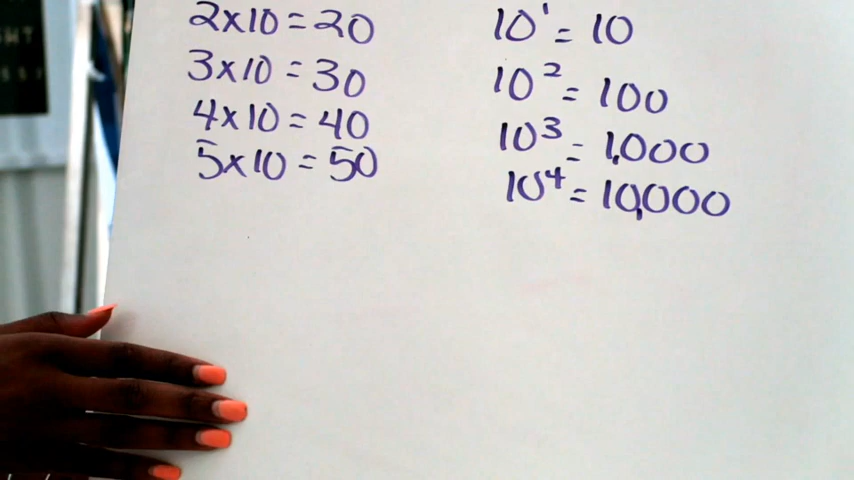 2x10 = 20
3x10 = 30
4x10 = 40
5x10 = 50
10¹ = 10
10² = 100
10³ = 1,000
10⁴ = 10,000